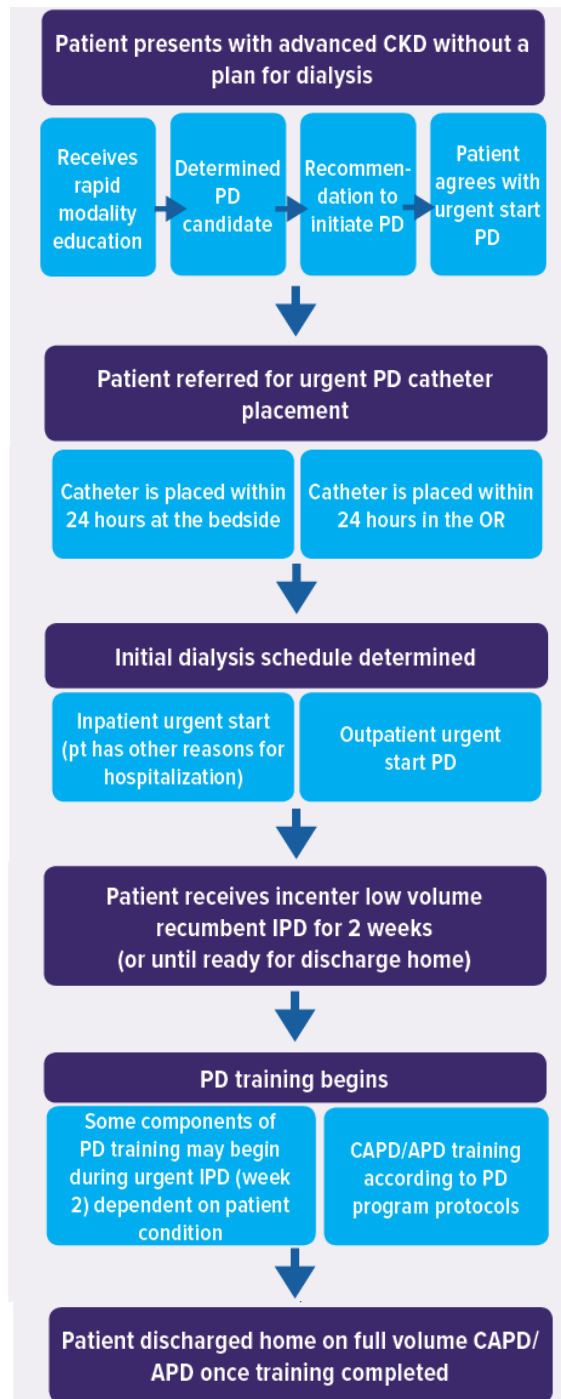 Patient presents with advanced CKD without a
plan for dialysis
Receives
rapid
modality
education
Determined
PD
candidate
Recommen-
dation to
initiate PD
Patient
agrees with
urgent start
PD
Patient referred for urgent PD catheter
placement
Catheter is placed within
24 hours at the bedside
Catheter is placed within
24 hours in the OR
Initial dialysis schedule determined
Inpatient urgent start
(pt has other reasons for
hospitalization)
Outpatient urgent
start PD
Patient receives incenter low volume
recumbent IPD for 2 weeks
(or until ready for discharge home)
PD training begins
Some components of
PD training may begin
during urgent IPD (week
2) dependent on patient
condition
CAPD/APD training
according to PD
program protocols
Patient discharged home on full volume CAPD/
APD once training completed